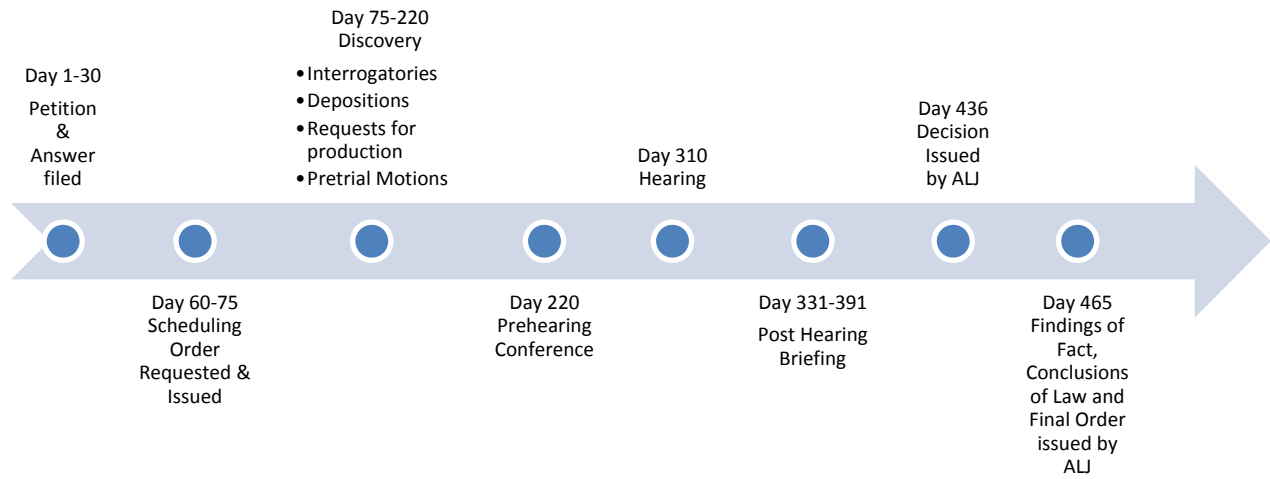 Day 1-30
Petition
&
Answer
filed
Day 60-75
Scheduling
Order
Requested &
Issued
Day 75-220
Discovery
•Interrogatories
•Depositions
•Requests for
production
•Pretrial Motions
Day 220
Prehearing
Conference
Day 310
Hearing
Day 331-391
Post Hearing
Briefing
Day 436
Decision
Issued
by ALJ
Day 465
Findings of
Fact,
Conclusions
of Law and
Final Order
issued by
ALJ